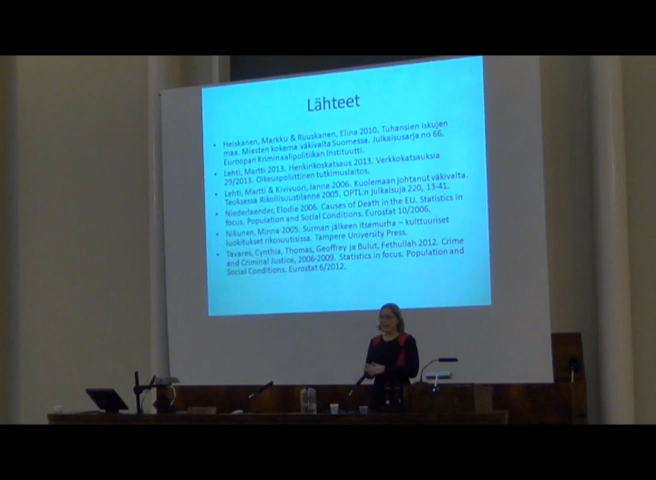 Lähteet
• Heiskanen, Markku & Ruuskanen, Elina 2010. Tuhansien iskujen
maa. Miesten kokema väkivalta Suomessa. Julkaisusarja no 66.
Euroopan Kriminaalipolitiikan Instituutti.
• Lehti, Martti 2013. Henkirikoskatsaus 2013. Verkkokatsauksia
29/2013. Oikeuspoliittinen tutkimuslaitos.
• Lehti, Martti & Kivivuori, Janne 2006. Kuolemaan johtanut väkivalta.
Teoksessa Rikollisuustilanne 2005. OPTL:n julkaisuja 220, 13-41.
• Niederlaender, Elodie 2006. Causes of Death in the EU. Statistics in
focus. Population and Social Conditions. Eurostat 10/2006.
• Nikunen, Minna 2005. Surman jälkeen itsemurha – kulttuuriset
luokitukset rikosuutisissa. Tampere University Press.
• Tavares, Cynthia, Thomas, Geoffrey ja Bulut, Fethullah 2012. Crime
and Criminal Justice, 2006-2009. Statistics in focus. Population and
Social Conditions. Eurostat 6/2012.